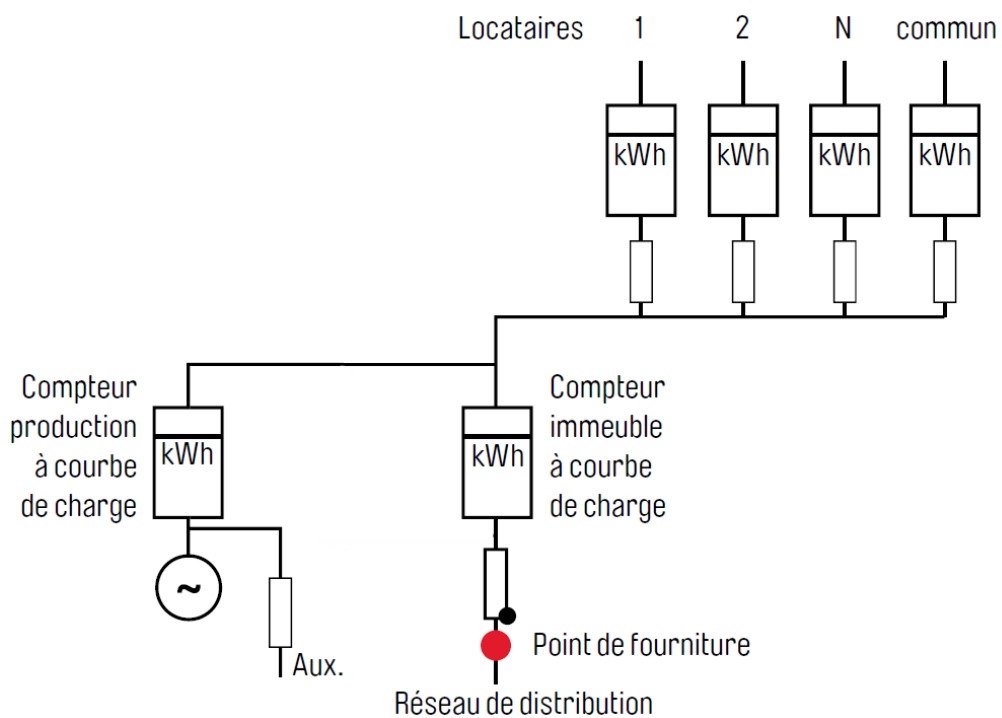 Locataires 1 2 N commun
kWh kWh kWh kWh
Compteur
production
à courbe
de charge
kWh
Compteur
immeuble
à courbe
de charge
kWh
~
Aux.
Point de fourniture
Réseau de distribution